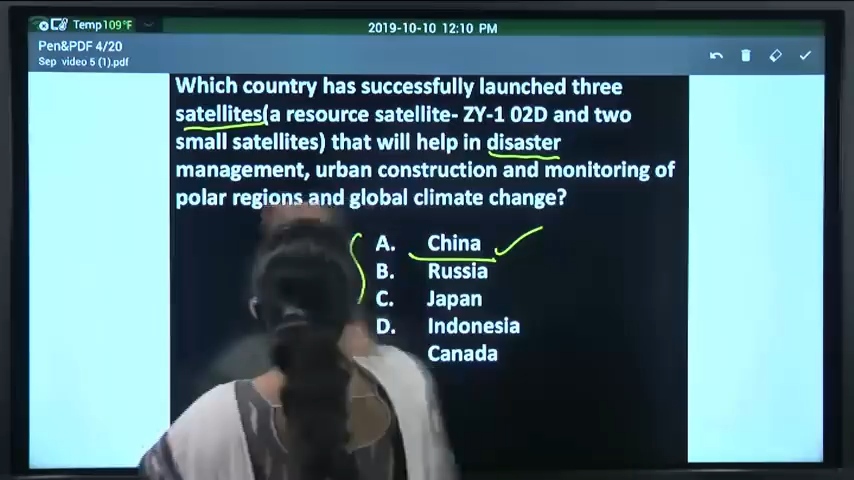 Temp 109°F
2019-10-10 12:10 PM
Pen&PDF 4/20
Sep video 5 (1).pdf
Which country has successfully launched three
satellites(a resource satellite- ZY-1 02D and two
small satellites) that will help in disaster
management, urban construction and monitoring of
polar regions and global climate change?
A. China
B. Russia
C. Japan
D. Indonesia
Canada